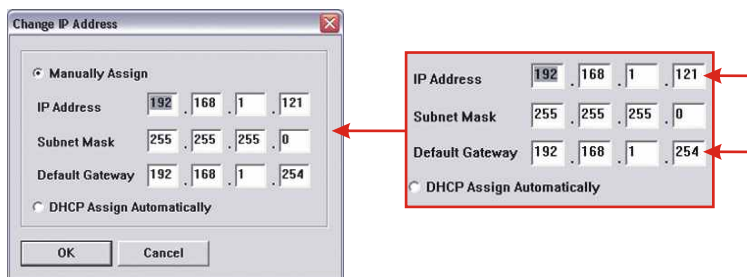 Change IP Address
Manually Assign
IP Address 192 . 168 . 1 . 121
Subnet Mask 255 . 255 . 255 . 0
Default Gateway 192 . 168 . 1 . 254
DHCP Assign Automatically
OK Cancel
IP Address 192 . 168 . 1 . 121
Subnet Mask 255 . 255 . 255 . 0
Default Gateway 192 . 168 . 1 . 254
DHCP Assign Automatically